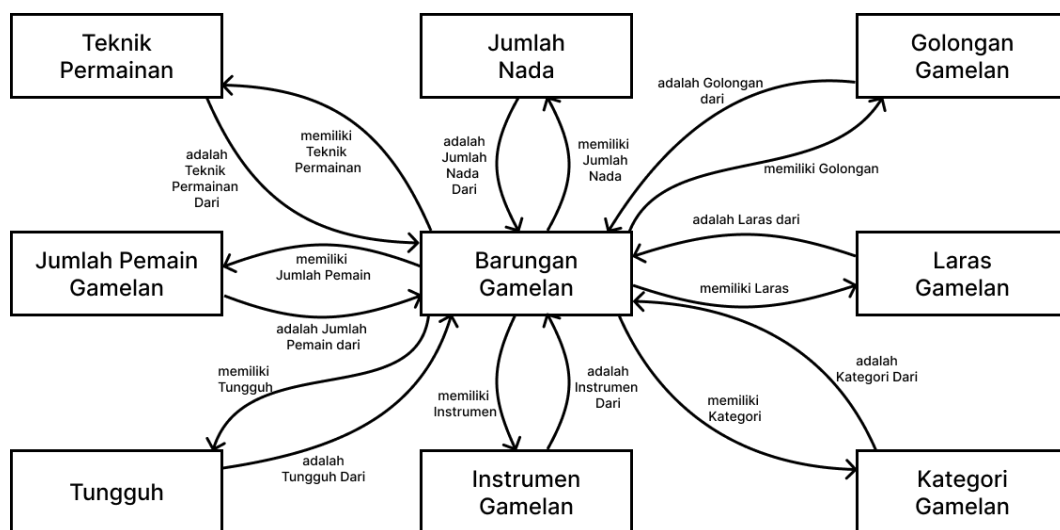 Teknik
Permainan
Jumlah
Nada
Golongan
Gamelan
adalah Golongan
dari
memiliki
Teknik
Permainan
adalah
Jumlah
Nada
Dari
memiliki
Jumlah
Nada
adalah
Teknik
Permainan
Dari
memiliki Golongan
adalah Laras dari
Jumlah Pemain
Gamelan
memiliki
Jumlah Pemain
Barungan
Gamelan
Laras
Gamelan
memiliki Laras
adalah Jumlah
Pemain dari
memiliki
Tungguh
memiliki
Instrumen
adalah
Instrumen
Dari
memiliki
Kategori
adalah
Kategori Dari
adalah
Tungguh Dari
Tungguh
Instrumen
Gamelan
Kategori
Gamelan